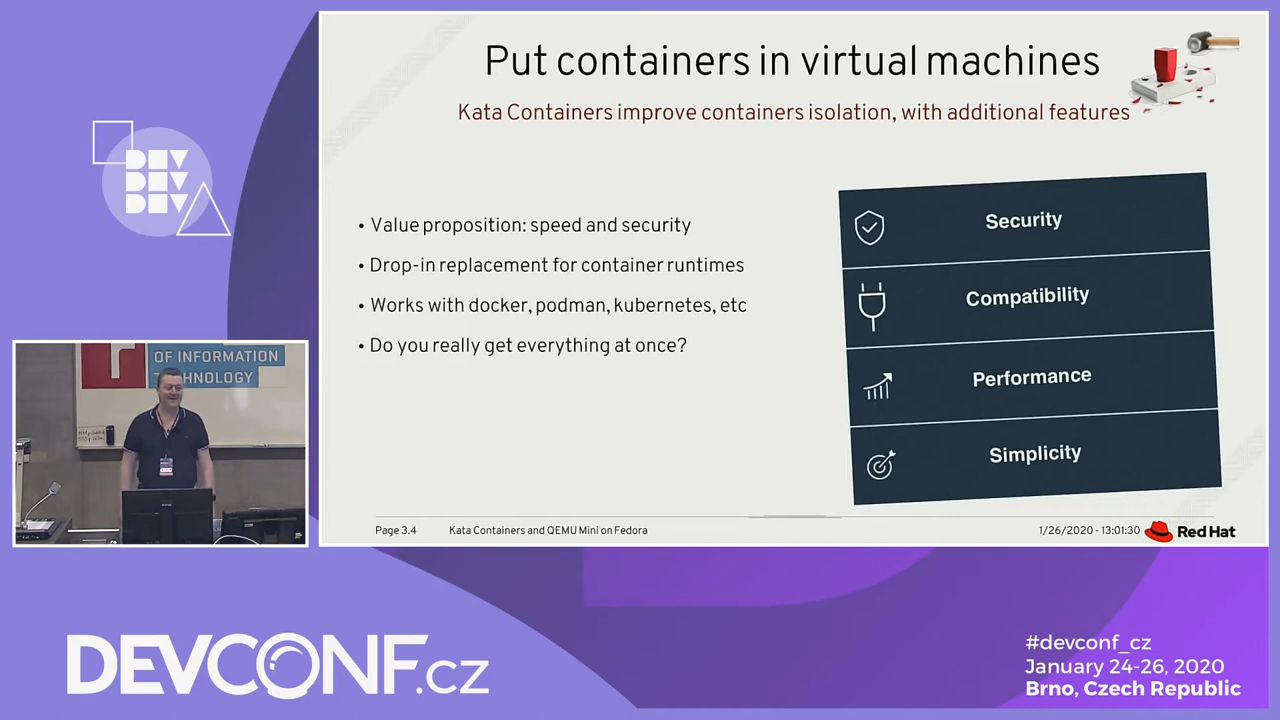 Put containers in virtual machines
Kata Containers improve containers isolation, with additional features
• Value proposition: speed and security
• Drop-in replacement for container runtimes
• Works with docker, podman, kubernetes, etc
• Do you really get everything at once?
Security
Compatibility
Performance
Simplicity
Page 3.4
Kata Containers and QEMU Mini on Fedora
1/26/2020 - 13:01:30
Red Hat
DEV
DEV
DEV
OF INFORMATION
TECHNOLOGY
DEVCONF.cz
#devconf_cz
January 24-26, 2020
Brno, Czech Republic